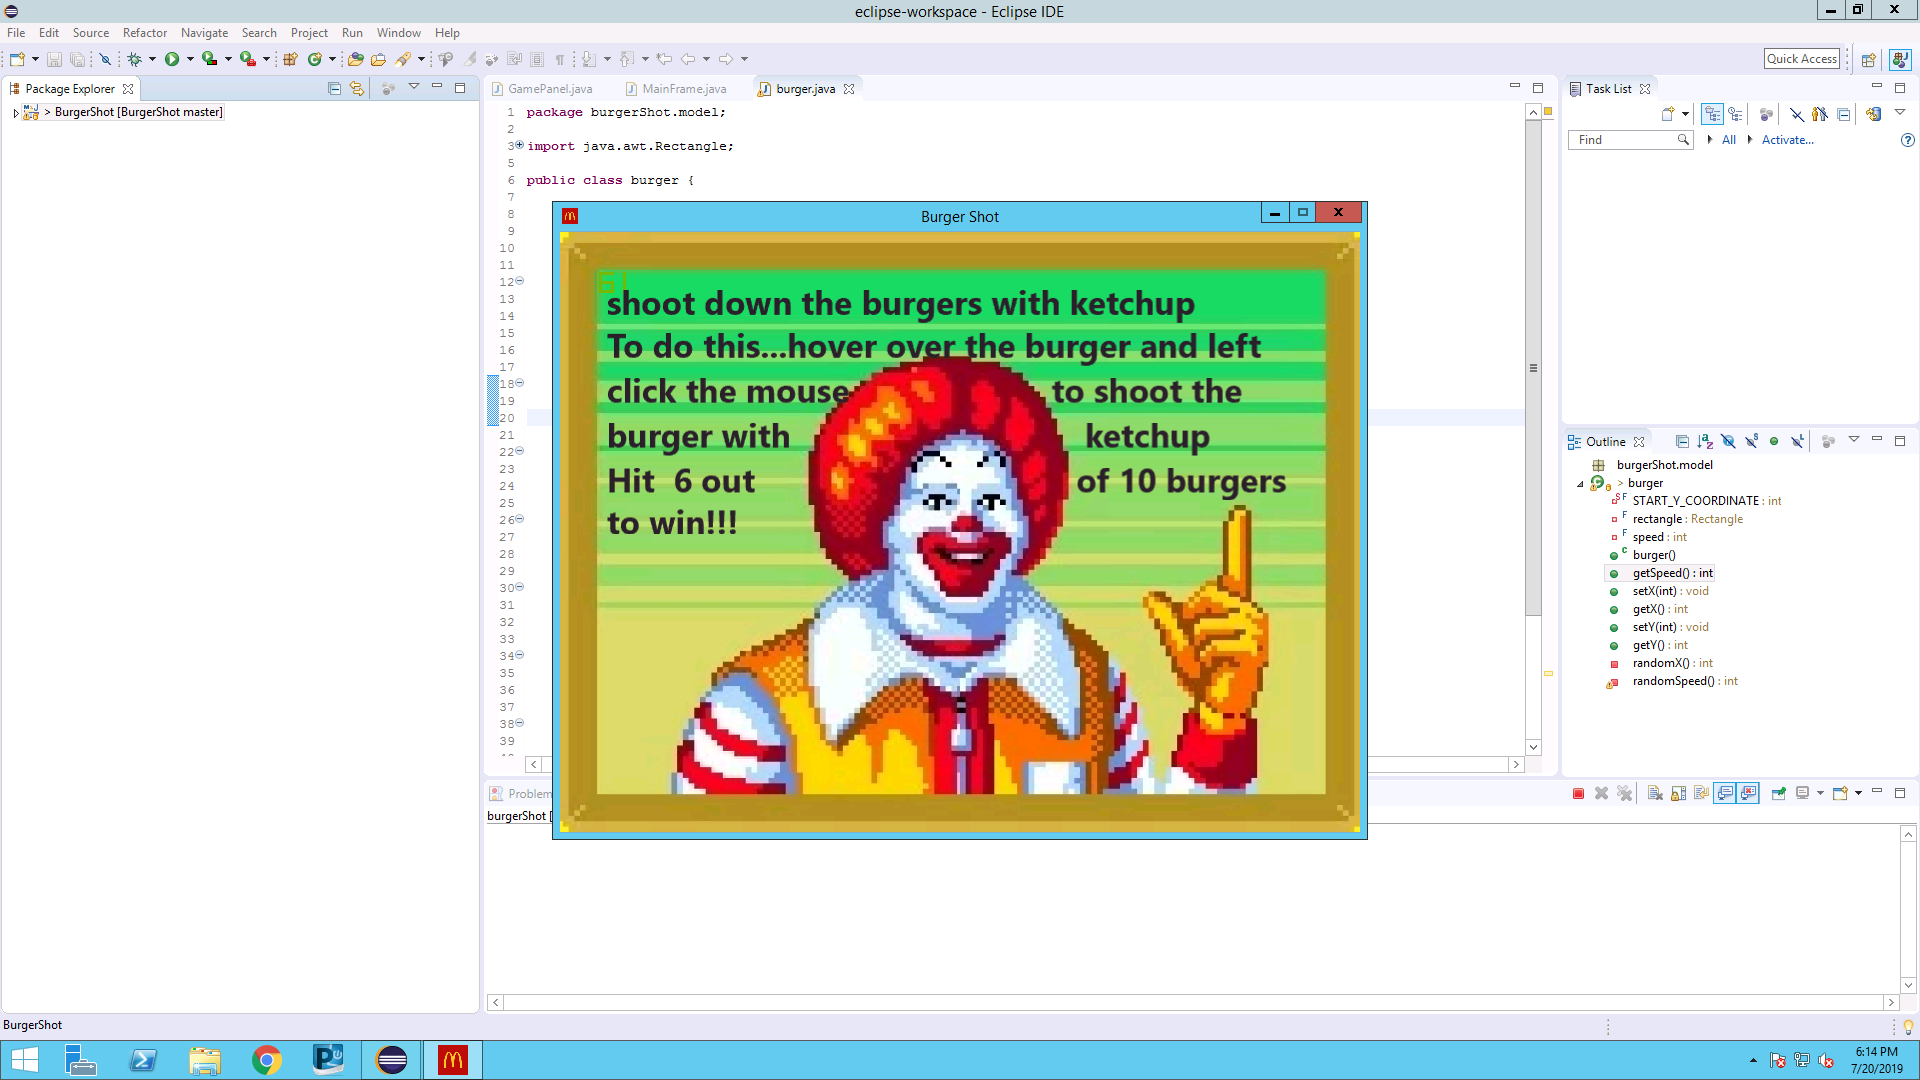 eclipse-workspace - Eclipse IDE
File Edit Source Refactor Navigate Search Project Run Window Help
Quick Access
Package Explorer
> BurgerShot [BurgerShot master]
GamePanel.java MainFrame.java burger.java
1 package burgerShot.model;
2
3 import java.awt.Rectangle;
5
6 public class burger {
7
8
9
10
11
12
13
14
15
16
17
18
19
20
21
22
23
24
25
26
27
28
29
30
31
32
33
34
35
36
37
38
39
Burger Shot
shoot down the burgers with ketchup
To do this...hover over the burger and left
click the mouse to shoot the
burger with ketchup
Hit 6 out of 10 burgers
to win!!!
Task List
Find All Activate...
Outline
burgerShot.model
> burger
START_Y_COORDINATE : int
rectangle : Rectangle
speed : int
burger()
getSpeed() : int
setX(int) : void
getX() : int
setY(int) : void
getY() : int
randomX() : int
randomSpeed() : int
Problem
burgerShot [
BurgerShot
6:14 PM
7/20/2019